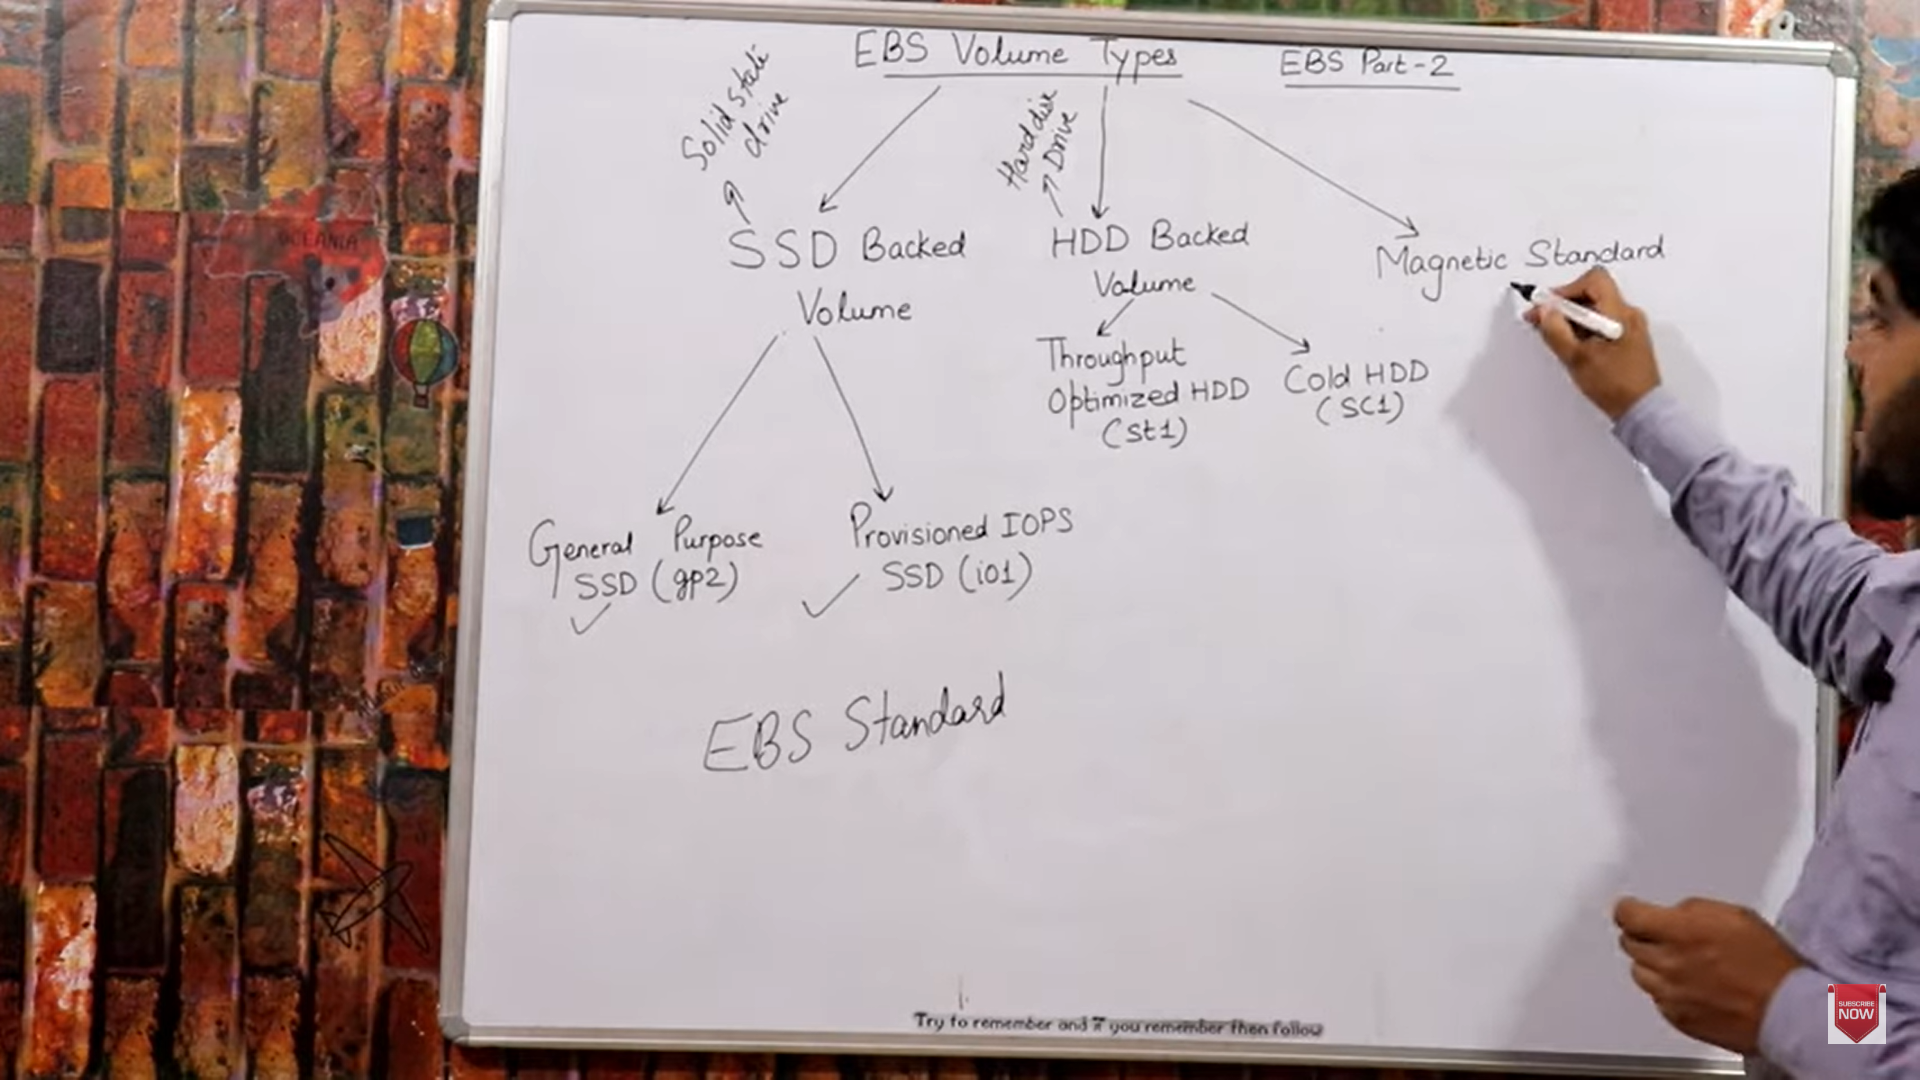 EBS Volume Types
EBS Part-2
Solid state
drive
Hard disk
Drive
SSD Backed
Volume
HDD Backed
Volume
Magnetic Standard
Throughput
Optimized HDD
(st1)
Cold HDD
(SC1)
General Purpose
SSD (gp2)
Provisioned IOPS
SSD (io1)
EBS Standard
OCEANIA
Try to remember and you remember then follow
SUBSCRIBE
NOW